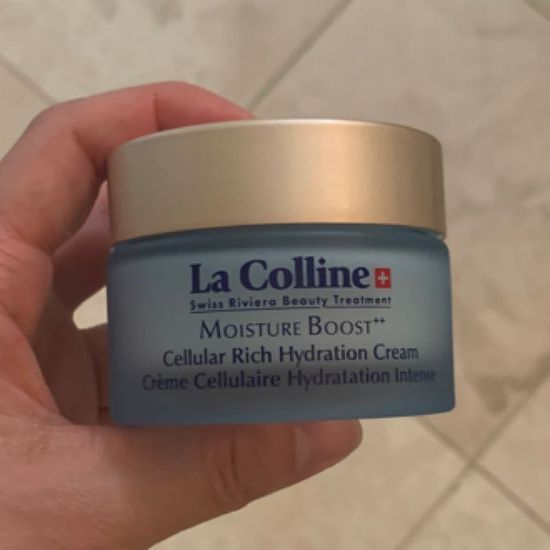 La Colline
Swiss Riviera Beauty Treatment
MOISTURE BOOST++
Cellular Rich Hydration Cream
Crème Cellulaire Hydratation Intense